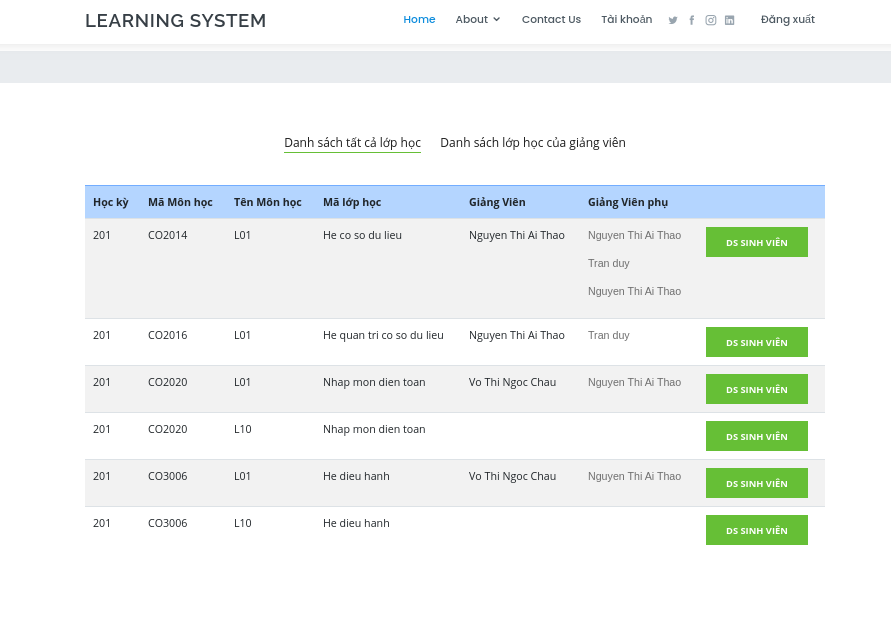 LEARNING SYSTEM
Home About Contact Us Tài khoản Đăng xuất
Danh sách tất cả lớp học Danh sách lớp học của giảng viên
Học kỳ Mã Môn học Tên Môn học Mã lớp học Giảng Viên Giảng Viên phụ
201 CO2014 L01 He co so du lieu Nguyen Thi Ai Thao Nguyen Thi Ai Thao DS SINH VIÊN
Tran duy
Nguyen Thi Ai Thao
201 CO2016 L01 He quan tri co so du lieu Nguyen Thi Ai Thao Tran duy DS SINH VIÊN
201 CO2020 L01 Nhap mon dien toan Vo Thi Ngoc Chau Nguyen Thi Ai Thao DS SINH VIÊN
201 CO2020 L10 Nhap mon dien toan DS SINH VIÊN
201 CO3006 L01 He dieu hanh Vo Thi Ngoc Chau Nguyen Thi Ai Thao DS SINH VIÊN
201 CO3006 L10 He dieu hanh DS SINH VIÊN